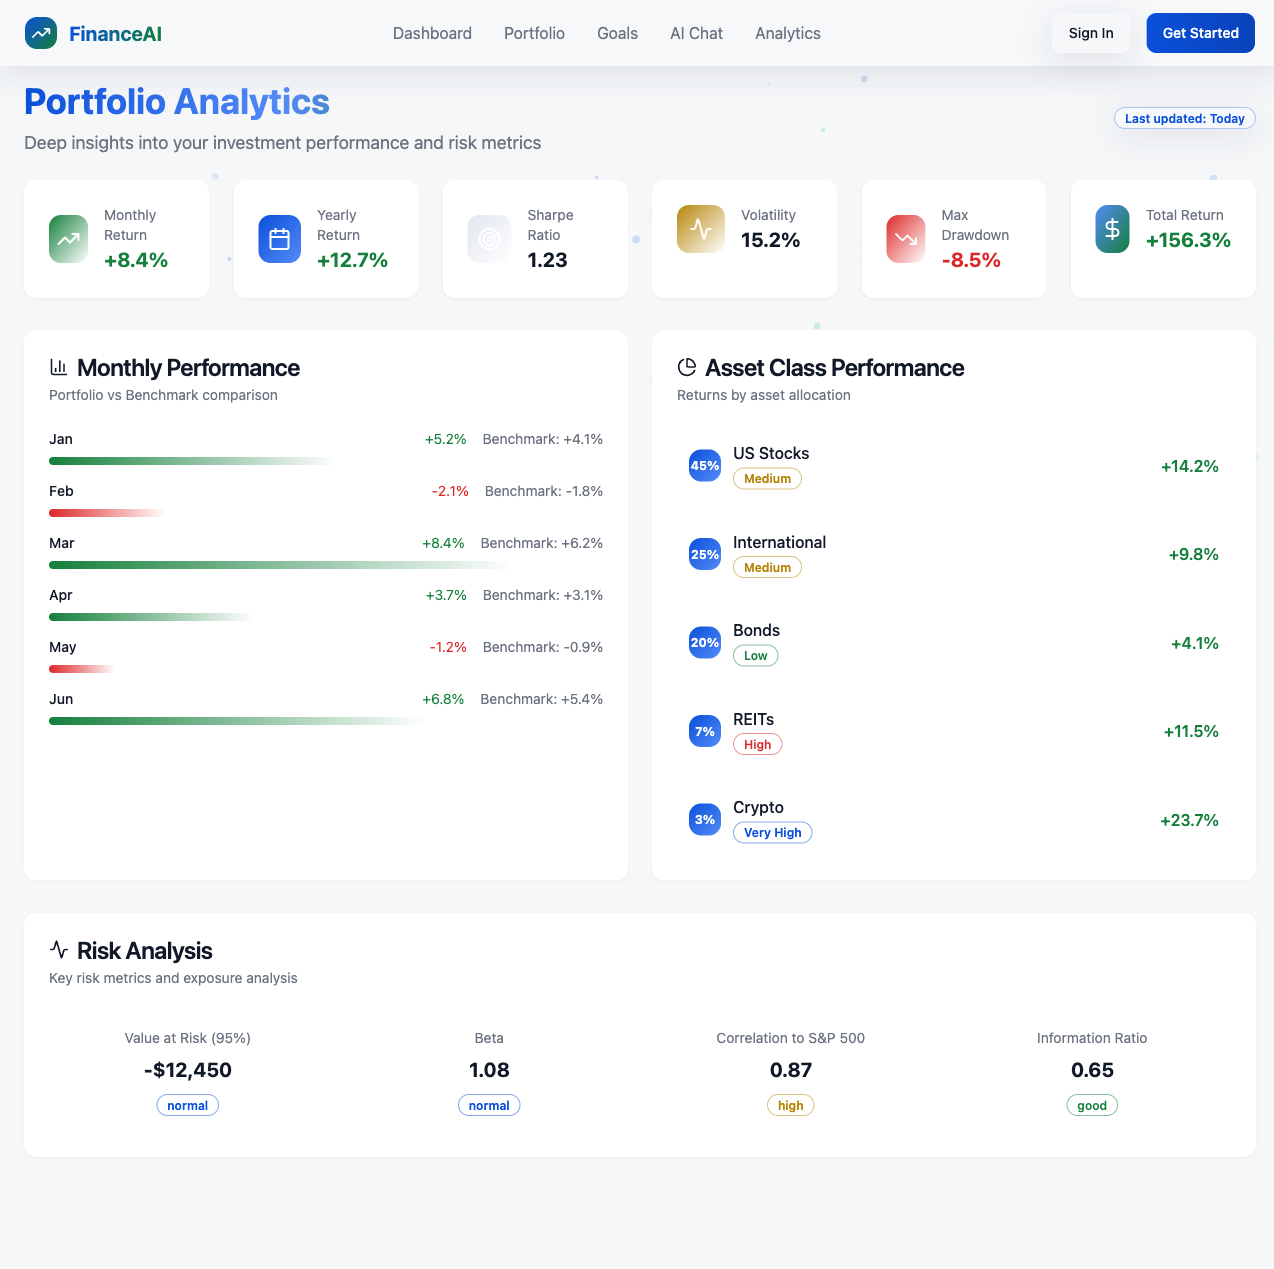 FinanceAI
Dashboard
Portfolio
Goals
AI Chat
Analytics
Sign In
Get Started
Portfolio Analytics
Deep insights into your investment performance and risk metrics
Last updated: Today
Monthly
Return
+8.4%
Yearly
Return
+12.7%
Sharpe
Ratio
1.23
Volatility
15.2%
Max
Drawdown
-8.5%
Total Return
+156.3%
Monthly Performance
Portfolio vs Benchmark comparison
Jan +5.2% Benchmark: +4.1%
Feb -2.1% Benchmark: -1.8%
Mar +8.4% Benchmark: +6.2%
Apr +3.7% Benchmark: +3.1%
May -1.2% Benchmark: -0.9%
Jun +6.8% Benchmark: +5.4%
Asset Class Performance
Returns by asset allocation
45%
US Stocks
Medium
+14.2%
25%
International
Medium
+9.8%
20%
Bonds
Low
+4.1%
7%
REITs
High
+11.5%
3%
Crypto
Very High
+23.7%
Risk Analysis
Key risk metrics and exposure analysis
Value at Risk (95%)
-$12,450
normal
Beta
1.08
normal
Correlation to S&P 500
0.87
high
Information Ratio
0.65
good